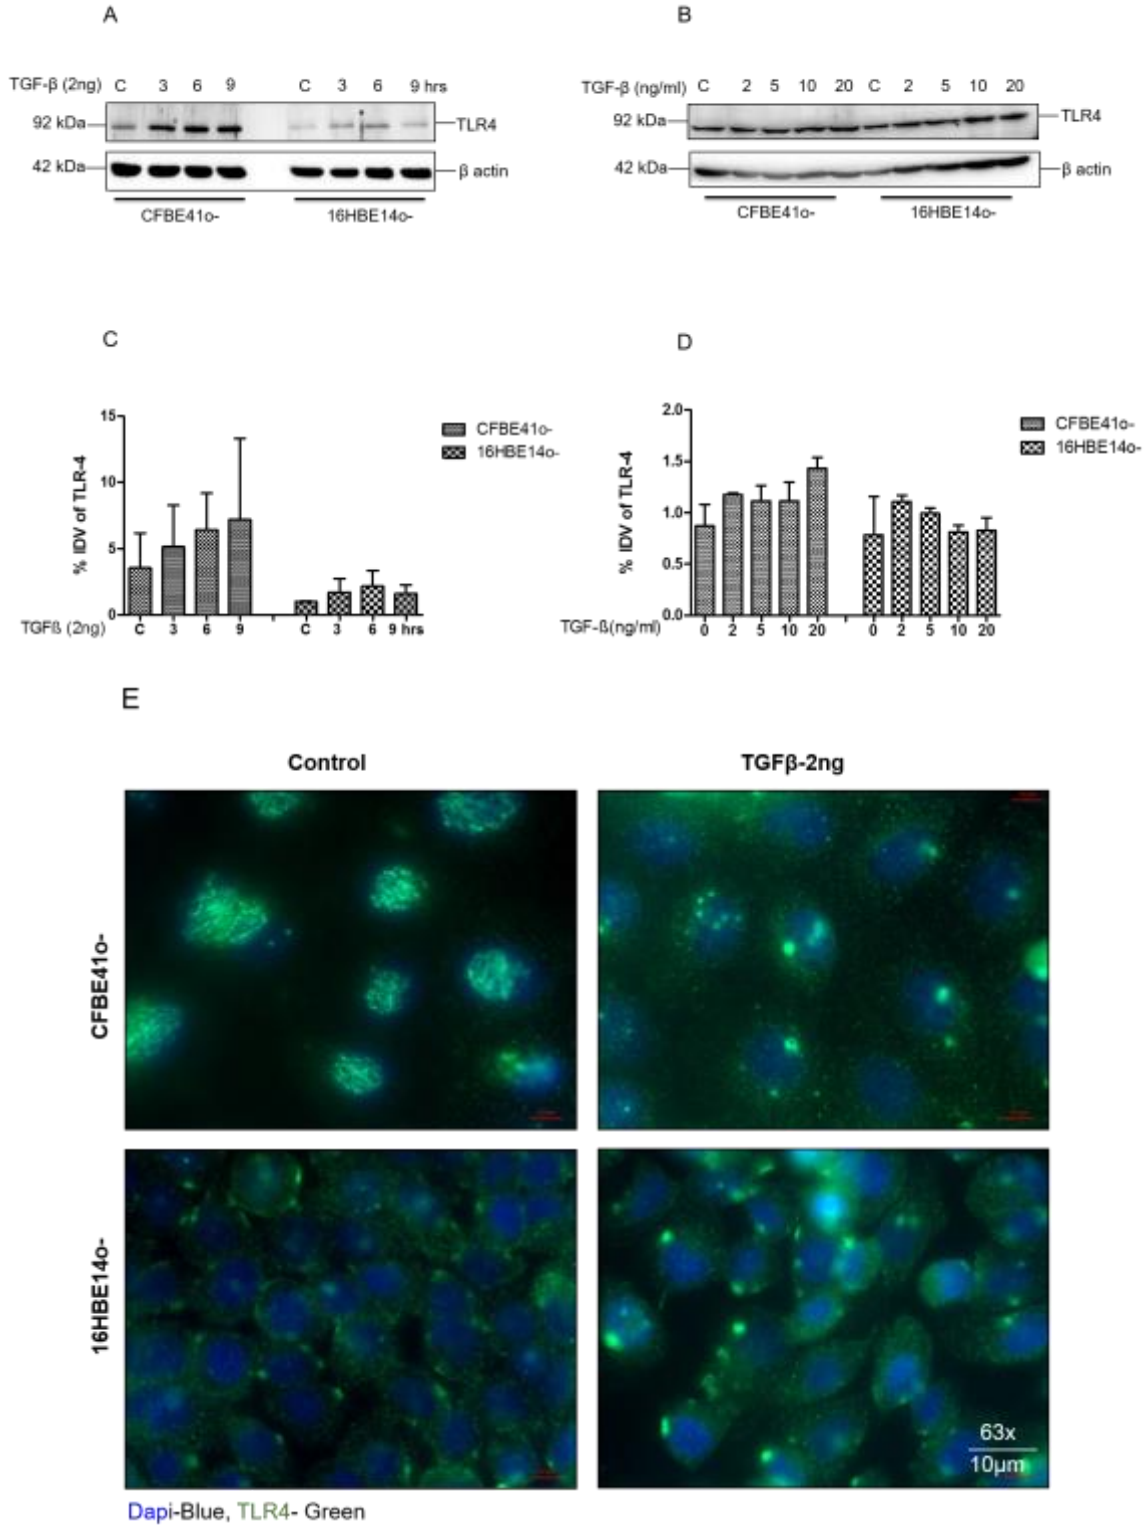 A
B
TGF-β (2ng) C 3 6 9 C 3 6 9 hrs
92 kDa TLR4
42 kDa β actin
CFBE41o- 16HBE14o-
TGF-β (ng/ml) C 2 5 10 20 C 2 5 10 20
92 kDa TLR4
42 kDa β actin
CFBE41o- 16HBE14o-
C
% IDV of TLR-4
15
10
5
0
CFBE41o-
16HBE14o-
TGFß (2ng) C 3 6 9 C 3 6 9 hrs
D
% IDV of TLR-4
2.0
1.5
1.0
0.5
0.0
CFBE41o-
16HBE14o-
TGF-ß(ng/ml) 0 2 5 10 20 0 2 5 10 20
E
Control TGFβ-2ng
CFBE41o-
16HBE14o-
63x
10µm
Dapi-Blue, TLR4- Green